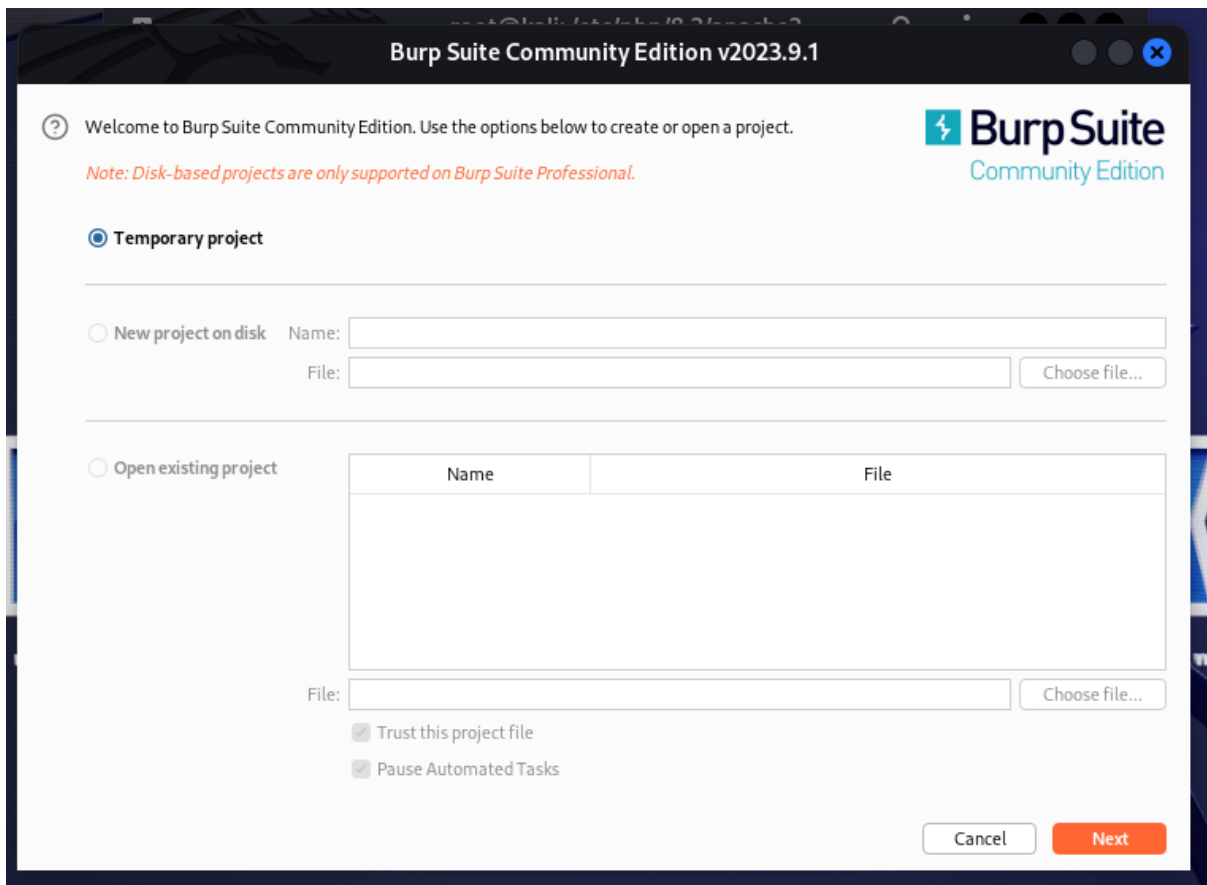 Burp Suite Community Edition v2023.9.1
Welcome to Burp Suite Community Edition. Use the options below to create or open a project.
Burp Suite
Community Edition
Note: Disk-based projects are only supported on Burp Suite Professional.
Temporary project
New project on disk Name:
File: Choose file...
Open existing project
Name File
File: Choose file...
Trust this project file
Pause Automated Tasks
Cancel Next